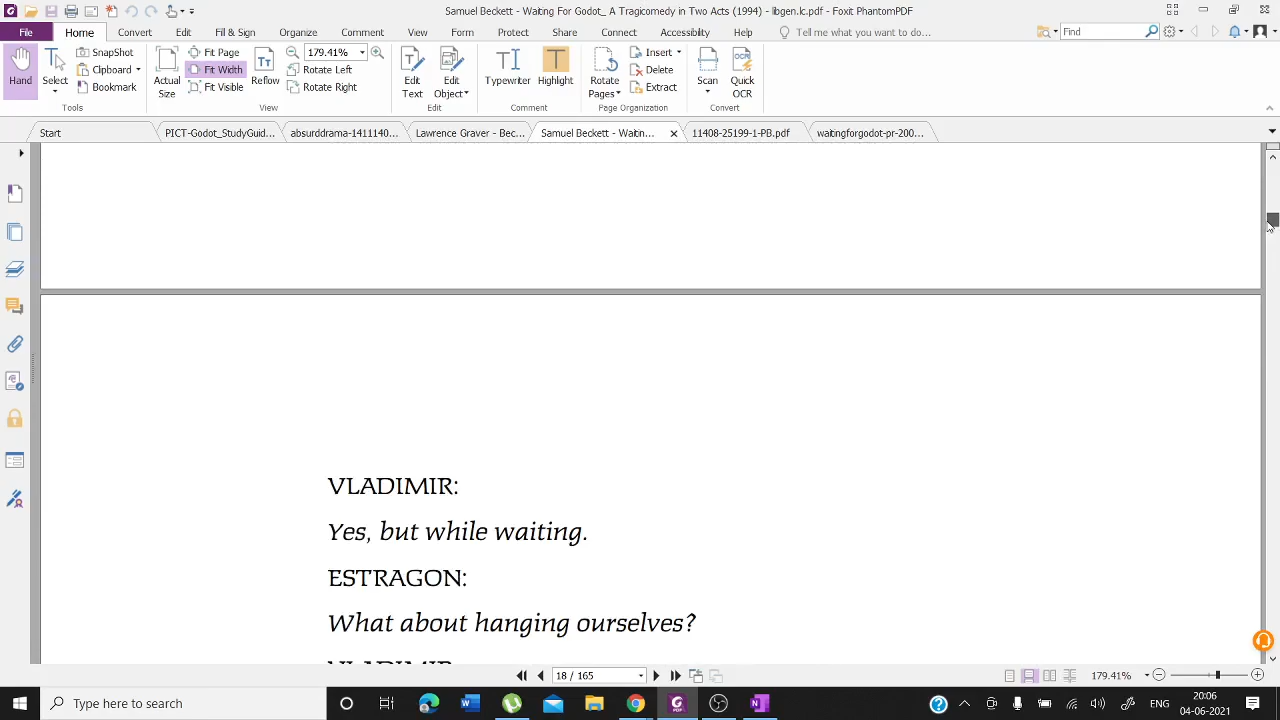 Samuel Beckett - Waiting For Godot_ A Tragicomedy in Two Acts (1994) - libgen.lc.pdf - Foxit PhantomPDF
File Home Convert Edit Fill & Sign Organize Comment View Form Protect Share Connect Accessibility Help Tell me what you want to do... Find
Hand
Select
SnapShot
Clipboard
Bookmark
Tools
Actual Size
Fit Page
Fit Width
Fit Visible
Reflow
179.41%
Rotate Left
Rotate Right
View
Edit Text
Edit Object
Edit
Typewriter
Highlight
Comment
Rotate Pages
Insert
Delete
Extract
Page Organization
Scan
Quick OCR
Convert
Start PICT-Godot_StudyGuid... absurddrama-1411140... Lawrence Graver - Bec... Samuel Beckett - Waitin... 11408-25199-1-PB.pdf waitingforgodot-pr-200...
VLADIMIR:
Yes, but while waiting.
ESTRAGON:
What about hanging ourselves?
VLADIMIR
18 / 165
179.41%
Type here to search
ENG
20:06
04-06-2021